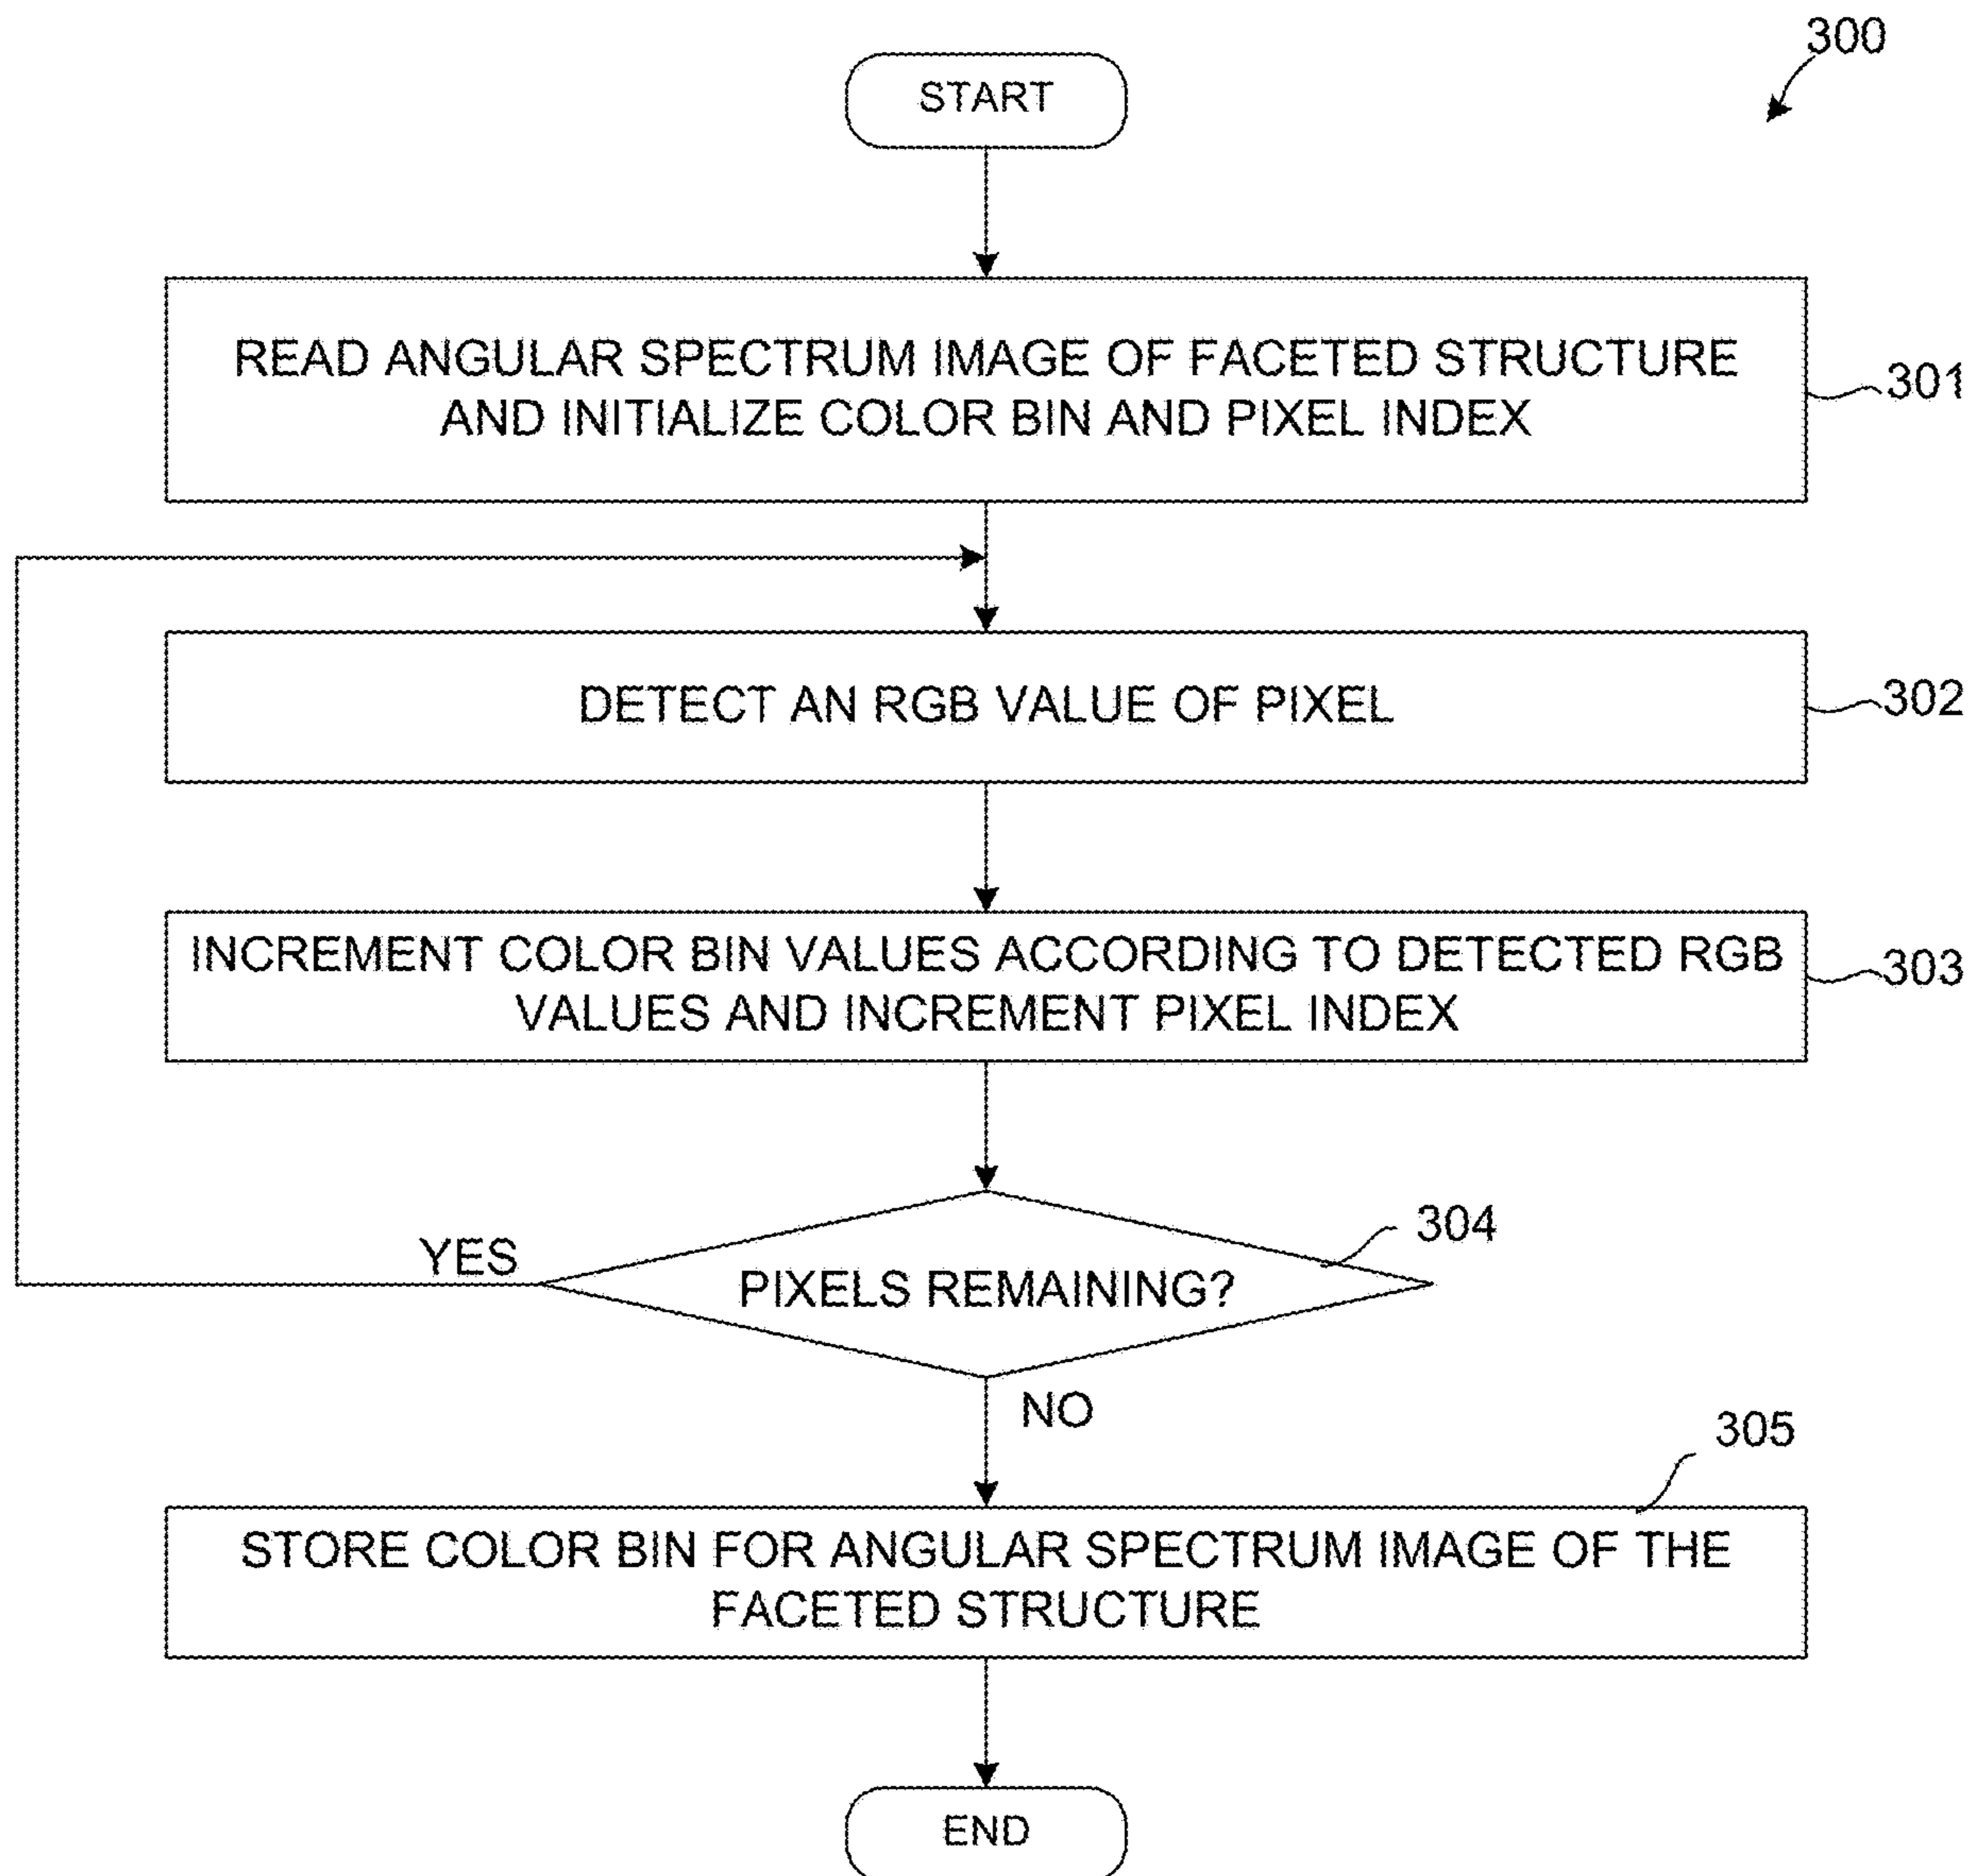 300
START
READ ANGULAR SPECTRUM IMAGE OF FACETED STRUCTURE
AND INITIALIZE COLOR BIN AND PIXEL INDEX
301
DETECT AN RGB VALUE OF PIXEL
302
INCREMENT COLOR BIN VALUES ACCORDING TO DETECTED RGB
VALUES AND INCREMENT PIXEL INDEX
303
304
YES
PIXELS REMAINING?
NO
305
STORE COLOR BIN FOR ANGULAR SPECTRUM IMAGE OF THE
FACETED STRUCTURE
END